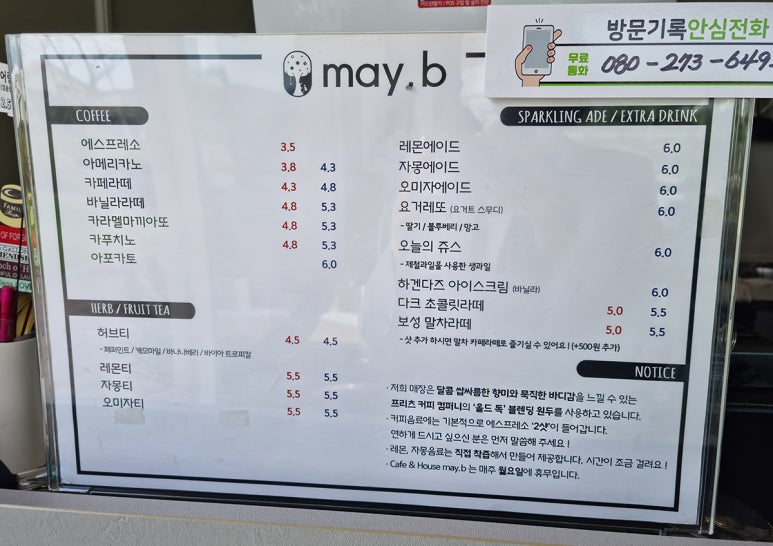 방문기록안심전화
무료
통화
080-273-649
may.b
COFFEE
에스프레소 3,5
아메리카노 3,8 4,3
카페라떼 4,3 4,8
바닐라라떼 4,8 5,3
카라멜마끼아또 4,8 5,3
카푸치노 4,8 5,3
아포카토 6,0
HERB / FRUIT TEA
허브티 4,5 4,5
- 페퍼민트 / 캐모마일 / 바나나베리 / 바이아 트로피칼
레몬티 5,5 5,5
자몽티 5,5 5,5
오미자티 5,5 5,5
SPARKLING ADE / EXTRA DRINK
레몬에이드 6,0
자몽에이드 6,0
오미자에이드 6,0
요거레또 (요거트 스무디) 6,0
- 딸기 / 블루베리 / 망고
오늘의 쥬스 6,0
- 제철과일을 사용한 생과일
하겐다즈 아이스크림 (바닐라) 6,0
다크 초콜릿라떼 5,0 5,5
보성 말차라떼 5,0 5,5
- 샷 추가 하시면 말차 카페라떼로 즐기실 수 있어요! (+500원 추가)
NOTICE
· 저희 매장은 달콤 쌉싸름한 향미와 묵직한 바디감을 느낄 수 있는
프리츠 커피 컴퍼니의 '올드 독' 블렌딩 원두를 사용하고 있습니다.
· 커피음료에는 기본적으로 에스프레소 '2샷'이 들어갑니다.
연하게 드시고 싶으신 분은 먼저 말씀해 주세요!
· 레몬, 자몽음료는 직접 착즙해서 만들어 제공합니다. 시간이 조금 걸려요!
· Cafe & House may.b 는 매주 월요일에 휴무입니다.